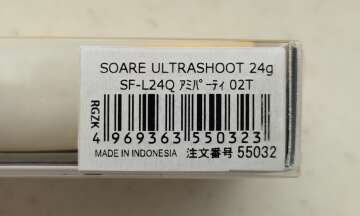 SOARE ULTRASHOOT 24g
SF-L24Q ｱﾐﾊﾟｰﾃｨ 02T
RGZK
4 969363 550323
MADE IN INDONESIA 注文番号 55032